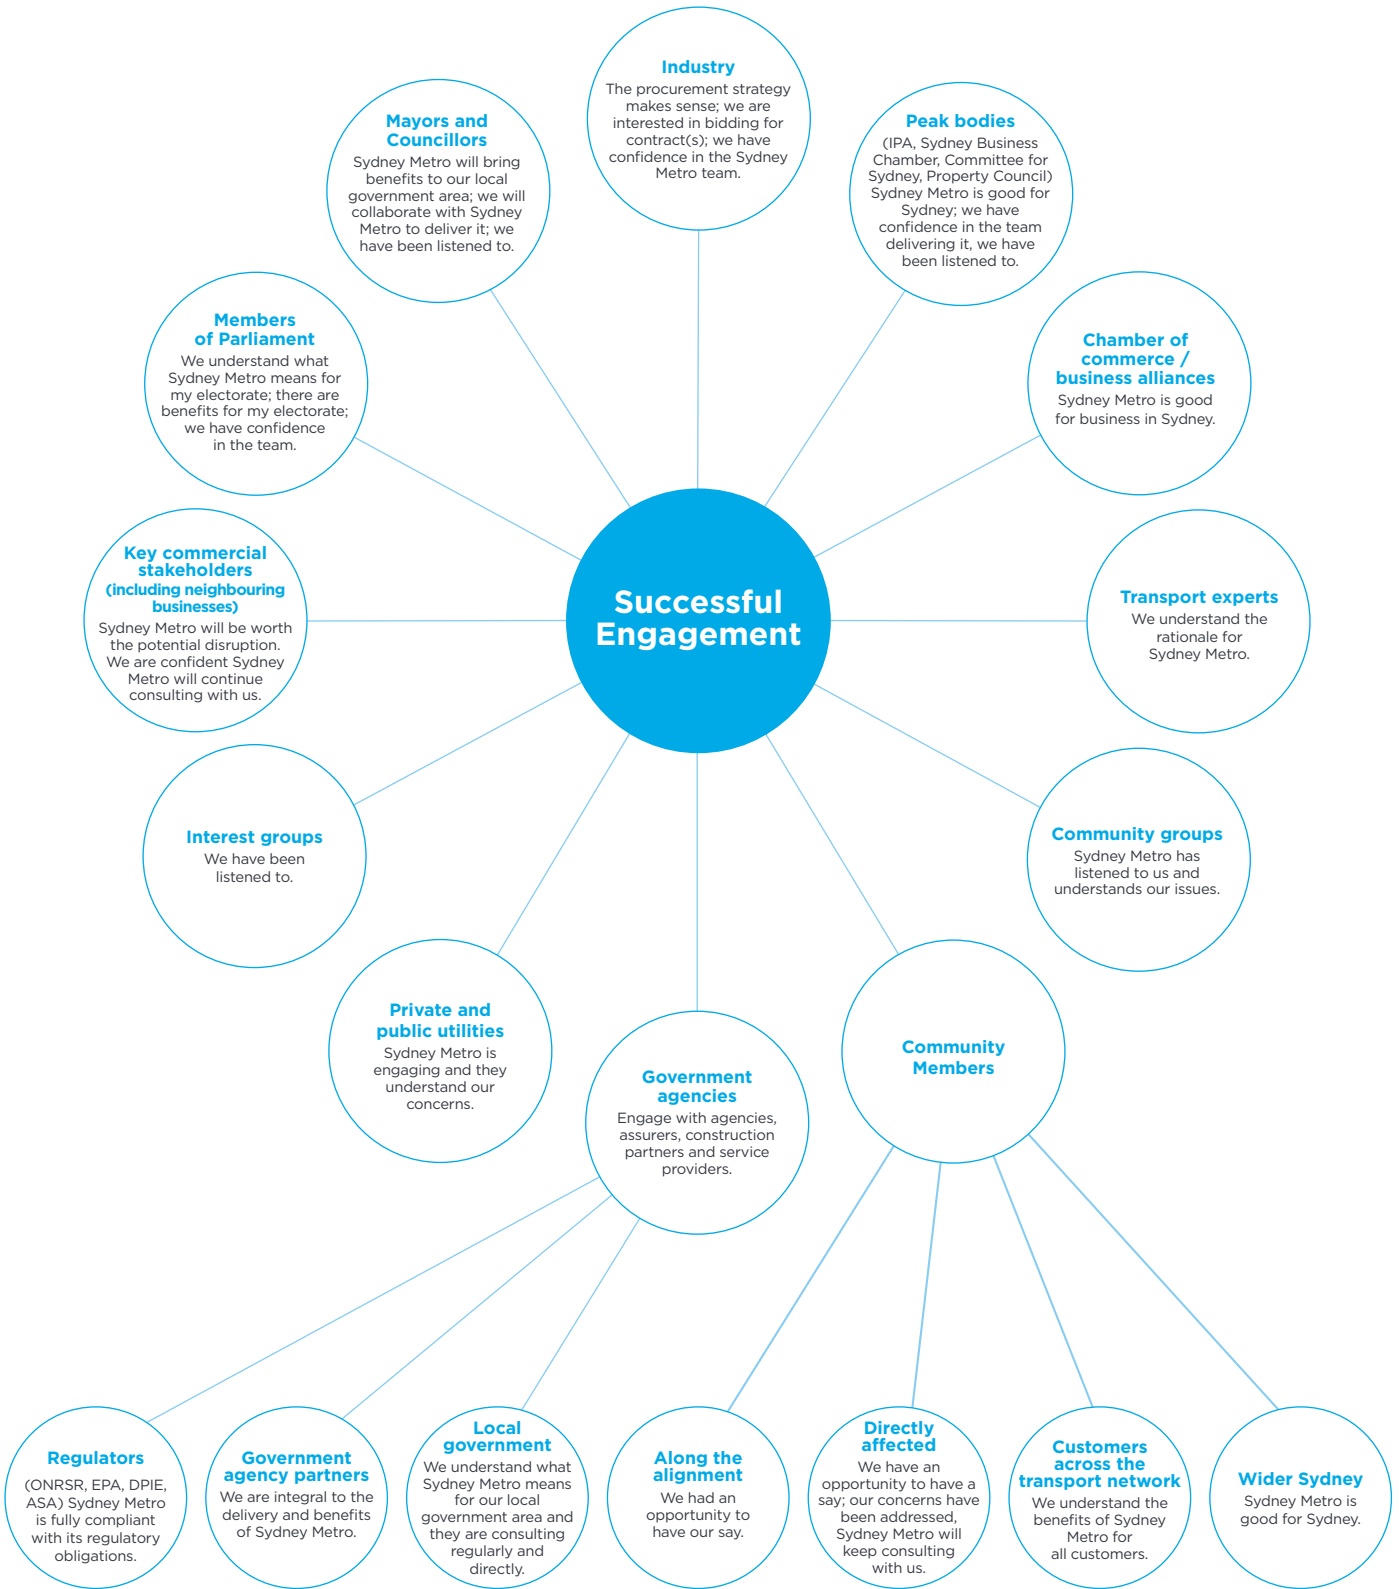 Industry
The procurement strategy
makes sense; we are
interested in bidding for
contract(s); we have
confidence in the Sydney
Metro team.
Mayors and
Councillors
Sydney Metro will bring
benefits to our local
government area; we will
collaborate with Sydney
Metro to deliver it; we
have been listened to.
Peak bodies
(IPA, Sydney Business
Chamber, Committee for
Sydney, Property Council)
Sydney Metro is good for
Sydney; we have
confidence in the team
delivering it, we have
been listened to.
Members
of Parliament
We understand what
Sydney Metro means for
my electorate; there are
benefits for my electorate;
we have confidence
in the team.
Chamber of
commerce /
business alliances
Sydney Metro is good
for business in Sydney.
Key commercial
stakeholders
(including neighbouring
businesses)
Sydney Metro will be worth
the potential disruption.
We are confident Sydney
Metro will continue
consulting with us.
Successful
Engagement
Transport experts
We understand the
rationale for
Sydney Metro.
Interest groups
We have been
listened to.
Community groups
Sydney Metro has
listened to us and
understands our issues.
Private and
public utilities
Sydney Metro is
engaging and they
understand our
concerns.
Government
agencies
Engage with agencies,
assurers, construction
partners and service
providers.
Community
Members
Regulators
(ONRSR, EPA, DPIE,
ASA) Sydney Metro
is fully compliant
with its regulatory
obligations.
Government
agency partners
We are integral to the
delivery and benefits
of Sydney Metro.
Local
government
We understand what
Sydney Metro means
for our local
government area and
they are consulting
regularly and
directly.
Along the
alignment
We had an
opportunity to
have our say.
Directly
affected
We have an
opportunity to have a
say; our concerns have
been addressed,
Sydney Metro will
keep consulting
with us.
Customers
across the
transport network
We understand the
benefits of Sydney
Metro for
all customers.
Wider Sydney
Sydney Metro is
good for Sydney.